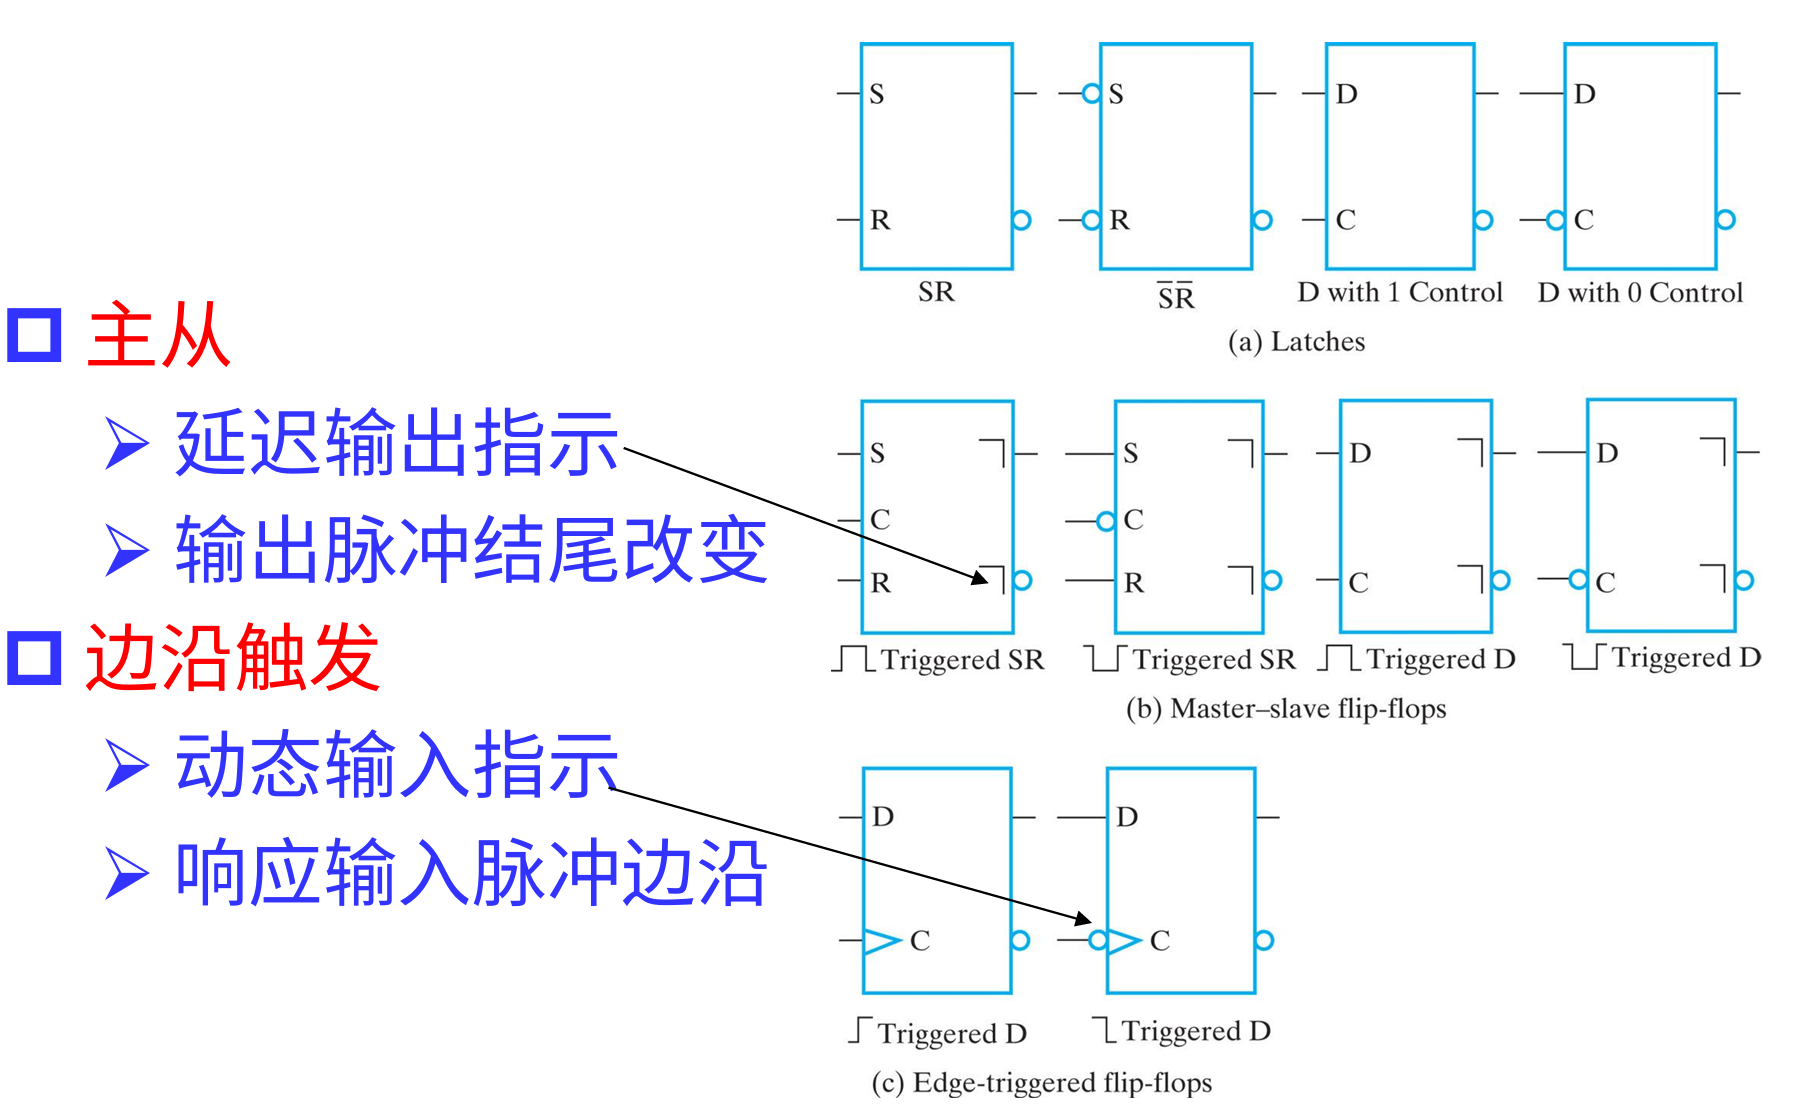 主从
延迟输出指示
输出脉冲结尾改变
边沿触发
动态输入指示
响应输入脉冲边沿
S S D D
R R C C
SR S̅R̅ D with 1 Control D with 0 Control
(a) Latches
S S D D
C C
R R C C
Triggered SR Triggered SR Triggered D Triggered D
(b) Master–slave flip-flops
D D
C C
Triggered D Triggered D
(c) Edge-triggered flip-flops